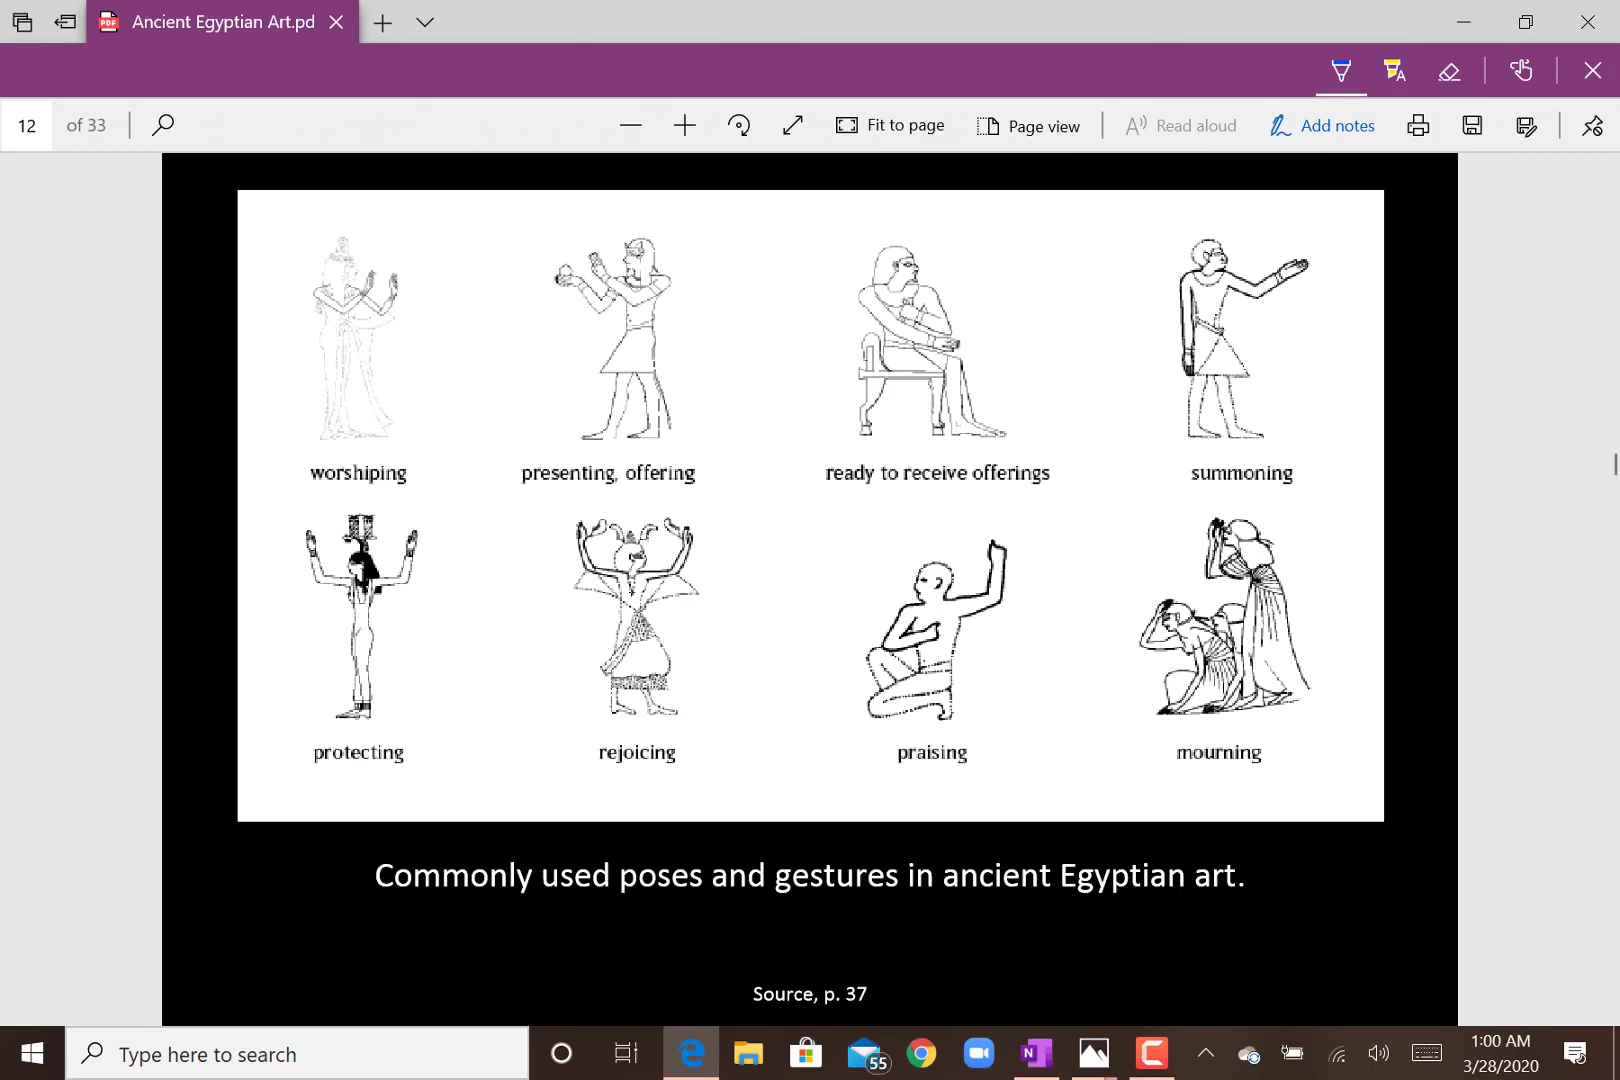 Ancient Egyptian Art.pd
12 of 33
Fit to page
Page view
Read aloud
Add notes
worshiping
presenting, offering
ready to receive offerings
summoning
protecting
rejoicing
praising
mourning
Commonly used poses and gestures in ancient Egyptian art.
Source, p. 37
Type here to search
55
1:00 AM
3/28/2020